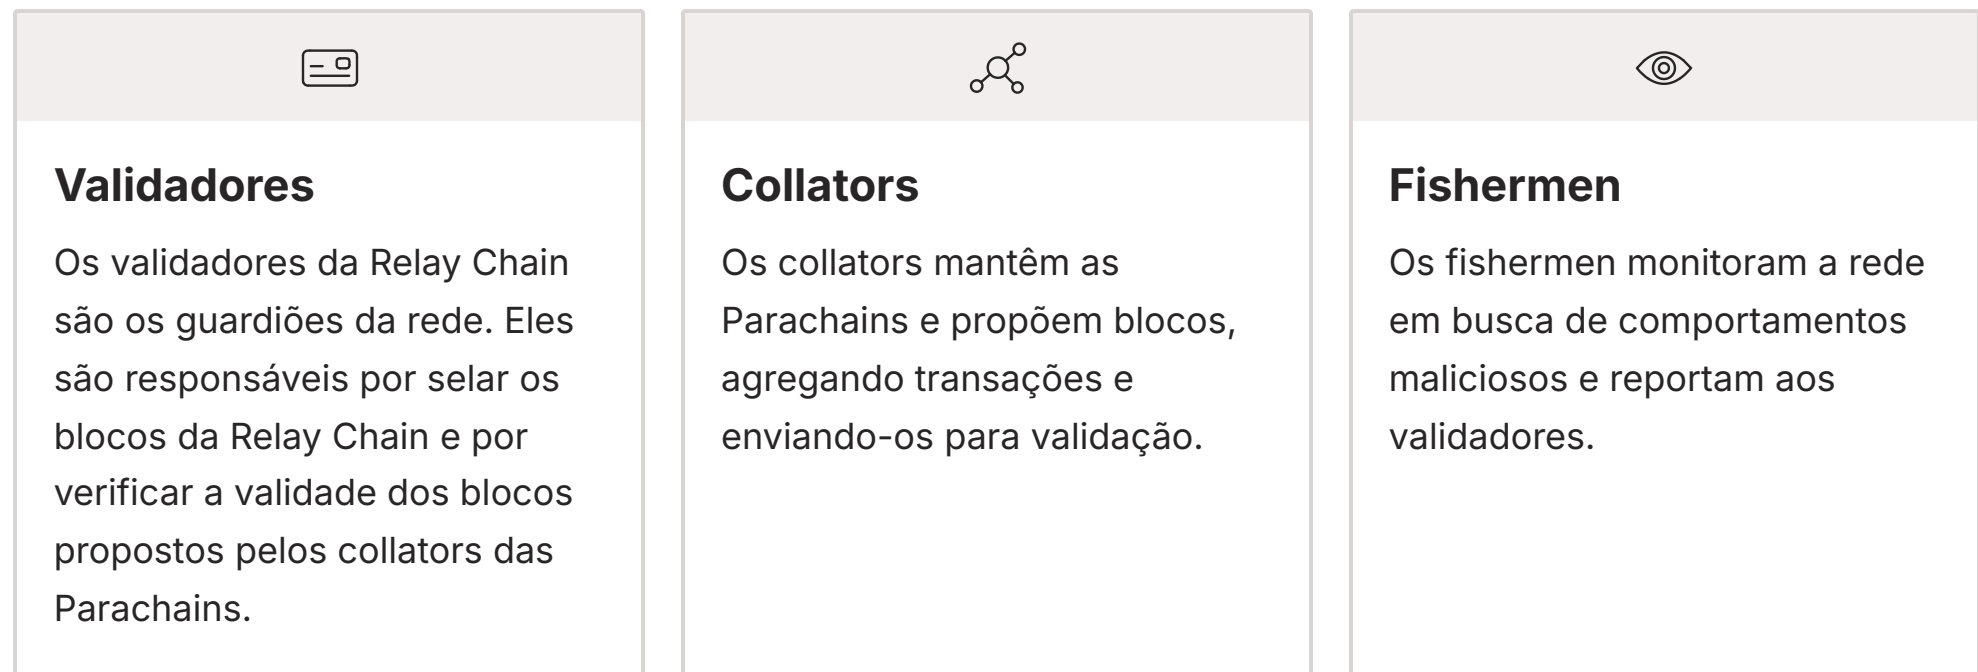 Validadores
Os validadores da Relay Chain
são os guardiões da rede. Eles
são responsáveis por selar os
blocos da Relay Chain e por
verificar a validade dos blocos
propostos pelos collators das
Parachains.
Collators
Os collators mantêm as
Parachains e propõem blocos,
agregando transações e
enviando-os para validação.
Fishermen
Os fishermen monitoram a rede
em busca de comportamentos
maliciosos e reportam aos
validadores.